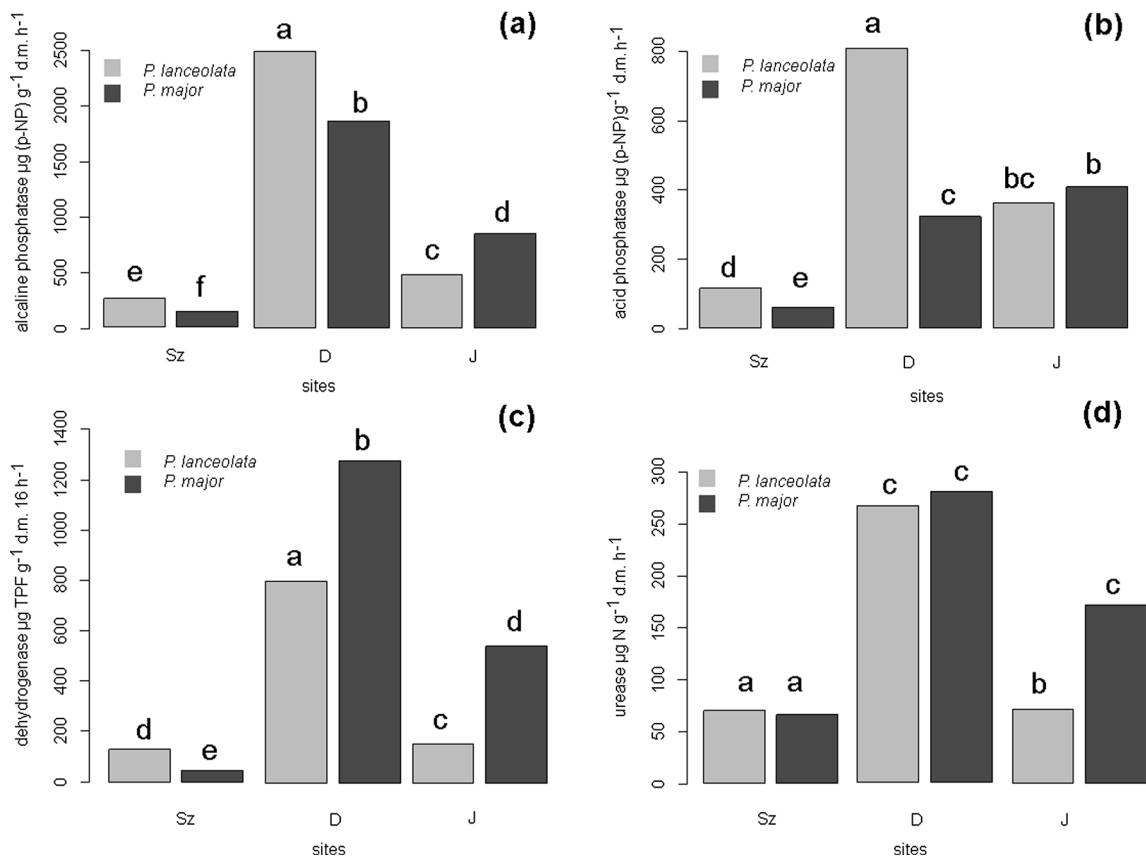 (a)
alcaline phosphatase µg (p-NP) g⁻¹ d.m. h⁻¹
2500
2000
1500
1000
500
0
P. lanceolata
P. major
a
b
c
d
e
f
Sz D J
sites
(b)
acid phosphatase µg (p-NP)g⁻¹ d.m. h⁻¹
800
600
400
200
0
P. lanceolata
P. major
a
b
bc
c
d
e
Sz D J
sites
(c)
dehydrogenase µg TPF g⁻¹ d.m. 16 h⁻¹
1400
1200
1000
800
600
400
200
0
P. lanceolata
P. major
b
a
d
c
d
e
Sz D J
sites
(d)
urease µg N g⁻¹ d.m. h⁻¹
300
250
200
150
100
50
0
P. lanceolata
P. major
c c
c
a a
b
Sz D J
sites